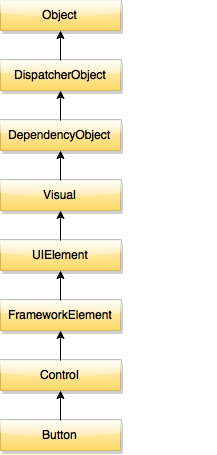 Object
DispatcherObject
DependencyObject
Visual
UIElement
FrameworkElement
Control
Button